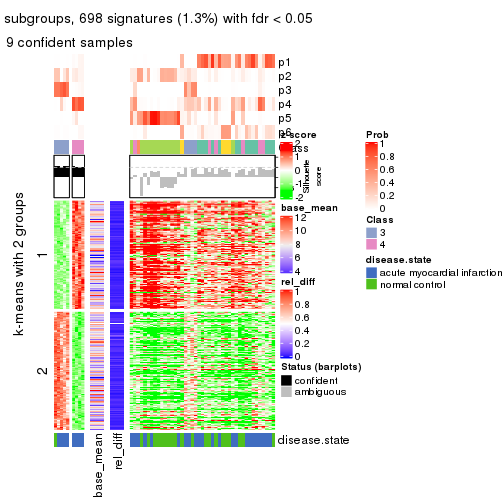 subgroups, 698 signatures (1.3%) with fdr < 0.05
9 confident samples
p1
p2
p3
p4
p5
p6
Class
Silhouette
score
k-means with 2 groups
1
2
base_mean
rel_diff
disease.state
z-score
2
1
0
-1
-2
base_mean
12
10
8
6
4
rel_diff
1
0.8
0.6
0.4
0.2
0
Status (barplots)
confident
ambiguous
Prob
1
0.8
0.6
0.4
0.2
0
Class
3
4
disease.state
acute myocardial infarction
normal control